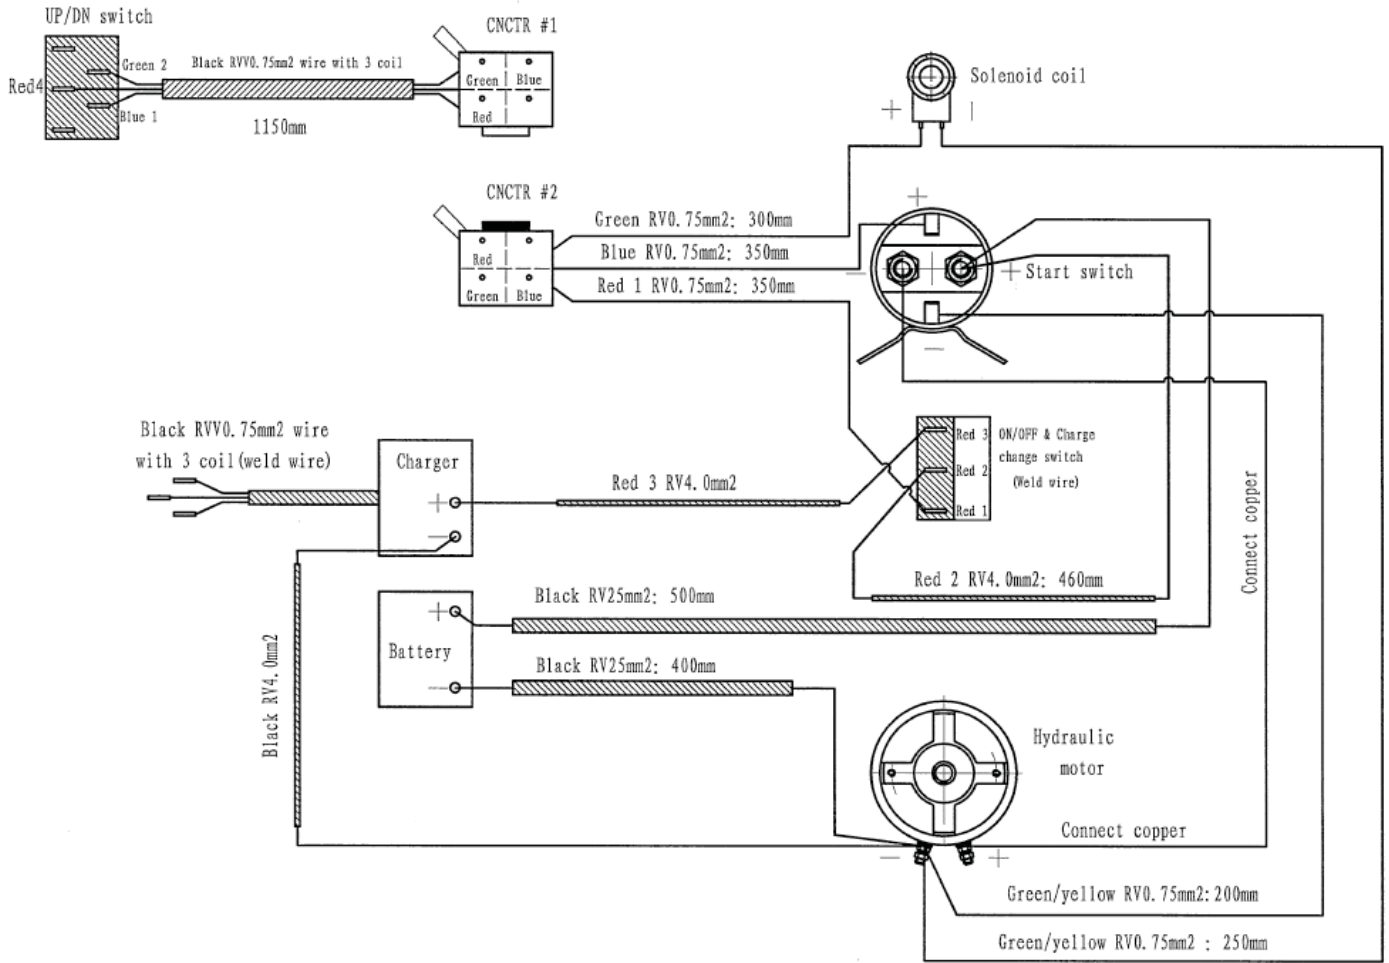 UP/DN switch
CNCTR #1
Green 2
Black RVV0.75mm2 wire with 3 coil
Green
Blue
Red4
Blue 1
Red
1150mm
Solenoid coil
+
CNCTR #2
+
Green RV0.75mm2: 300mm
Blue RV0.75mm2: 350mm
Red
Red 1 RV0.75mm2: 350mm
Green
Blue
−
+
Start switch
−
Black RVV0.75mm2 wire
with 3 coil(weld wire)
Charger
+
−
Red 3 RV4.0mm2
Red 3
ON/OFF & Charge
change switch
(Weld wire)
Red 2
Red 1
Connect copper
Red 2 RV4.0mm2: 460mm
Black RV25mm2: 500mm
+
Battery
−
Black RV25mm2: 400mm
Black RV4.0mm2
Hydraulic
motor
Connect copper
−
+
Green/yellow RV0.75mm2:200mm
Green/yellow RV0.75mm2 : 250mm